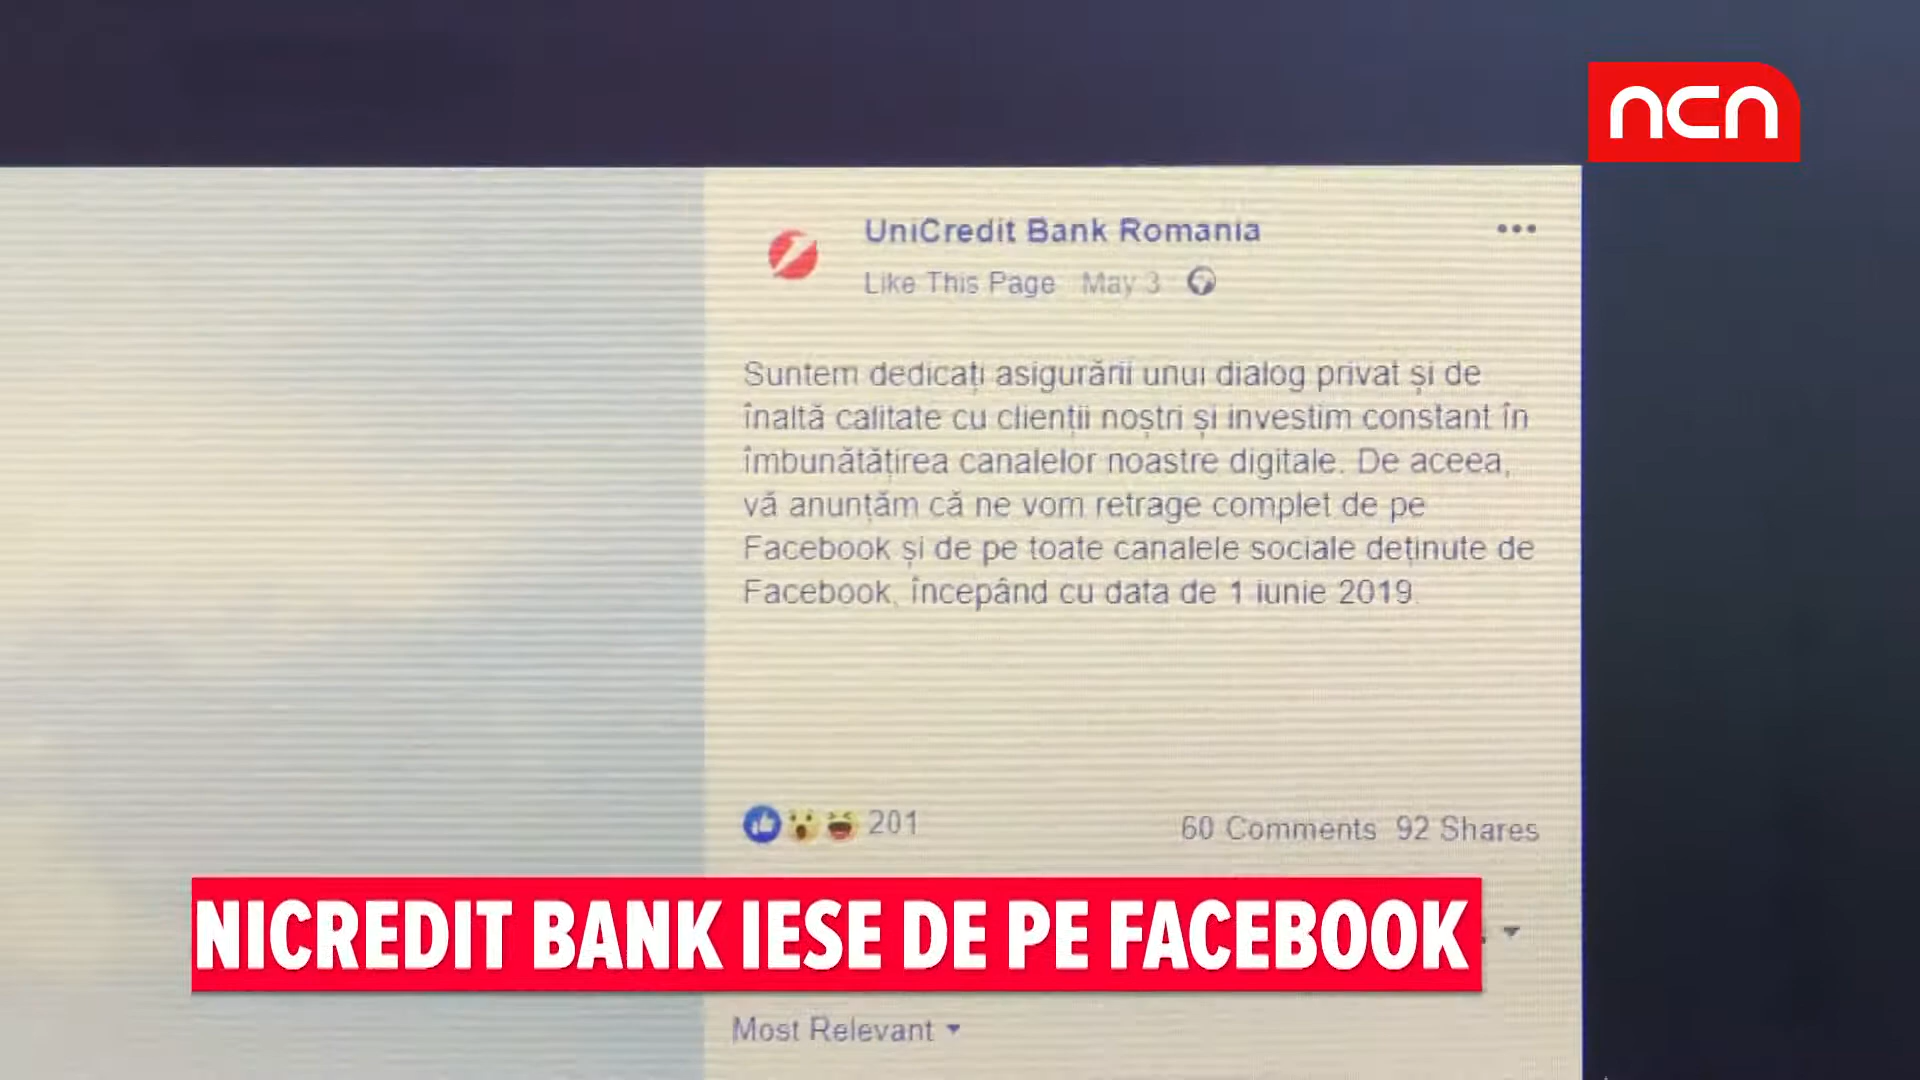 ncn
UniCredit Bank Romania
Like This Page May 3
Suntem dedicați asigurării unui dialog privat și de
înaltă calitate cu clienții noștri și investim constant în
îmbunătățirea canalelor noastre digitale. De aceea,
vă anunțăm că ne vom retrage complet de pe
Facebook și de pe toate canalele sociale deținute de
Facebook, începând cu data de 1 iunie 2019.
201
60 Comments 92 Shares
NICREDIT BANK IESE DE PE FACEBOOK
Most Relevant